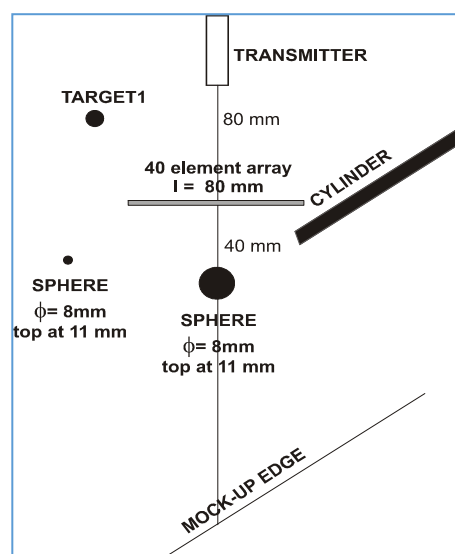 TRANSMITTER
TARGET1
80 mm
40 element array
l = 80 mm
CYLINDER
40 mm
SPHERE
ϕ= 8mm
top at 11 mm
SPHERE
ϕ= 8mm
top at 11 mm
MOCK-UP EDGE